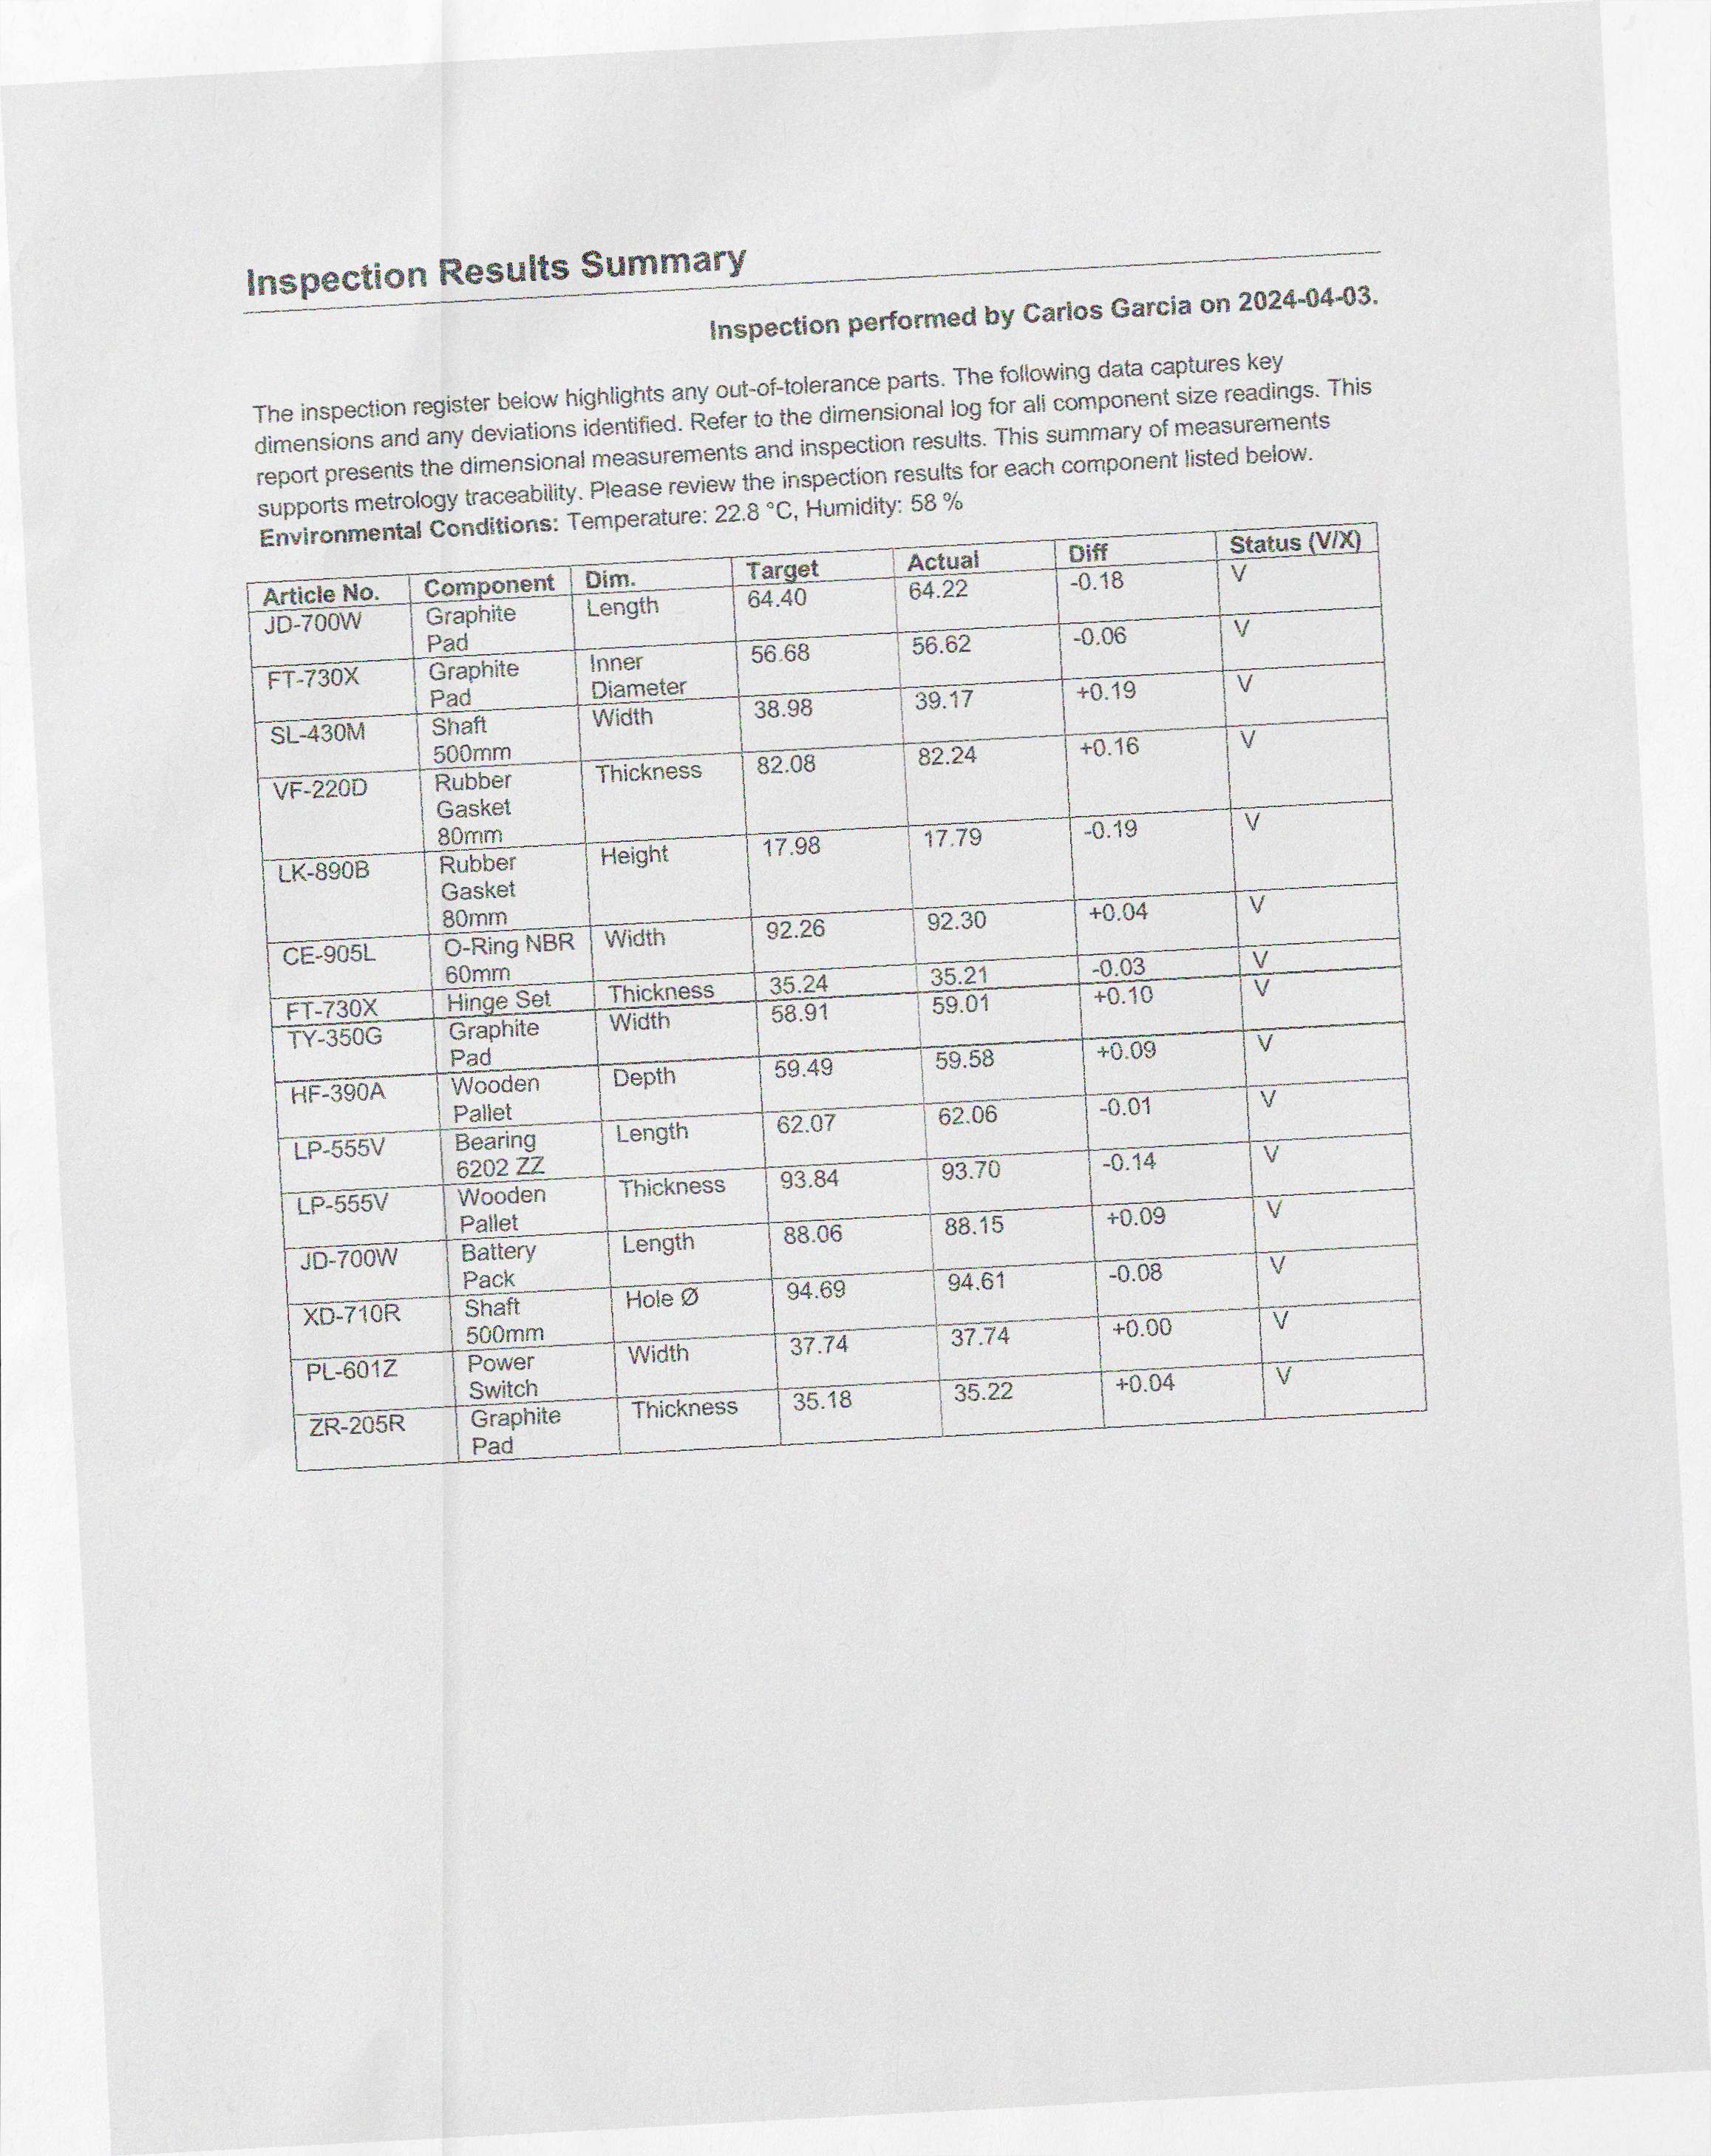 Inspection Results Summary
Inspection performed by Carlos Garcia on 2024-04-03.
The inspection register below highlights any out-of-tolerance parts. The following data captures key
dimensions and any deviations identified. Refer to the dimensional log for all component size readings. This
report presents the dimensional measurements and inspection results. This summary of measurements
supports metrology traceability. Please review the inspection results for each component listed below.
Environmental Conditions: Temperature: 22.8 °C, Humidity: 58 %
Article No. Component Dim. Target Actual Diff Status (V/X)
JD-700W Graphite Length 64.40 64.22 -0.18 V
Pad
FT-730X Graphite Inner 56.68 56.62 -0.06 V
Pad Diameter
SL-430M Shaft Width 38.98 39.17 +0.19 V
500mm
VF-220D Rubber Thickness 82.08 82.24 +0.16 V
Gasket
80mm
LK-890B Rubber Height 17.98 17.79 -0.19 V
Gasket
80mm
CE-905L O-Ring NBR Width 92.26 92.30 +0.04 V
60mm
FT-730X Hinge Set Thickness 35.24 35.21 -0.03 V
TY-350G Graphite Width 58.91 59.01 +0.10 V
Pad
HF-390A Wooden Depth 59.49 59.58 +0.09 V
Pallet
LP-555V Bearing Length 62.07 62.06 -0.01 V
6202 ZZ
LP-555V Wooden Thickness 93.84 93.70 -0.14 V
Pallet
JD-700W Battery Length 88.06 88.15 +0.09 V
Pack
XD-710R Shaft Hole Ø 94.69 94.61 -0.08 V
500mm
PL-601Z Power Width 37.74 37.74 +0.00 V
Switch
ZR-205R Graphite Thickness 35.18 35.22 +0.04 V
Pad